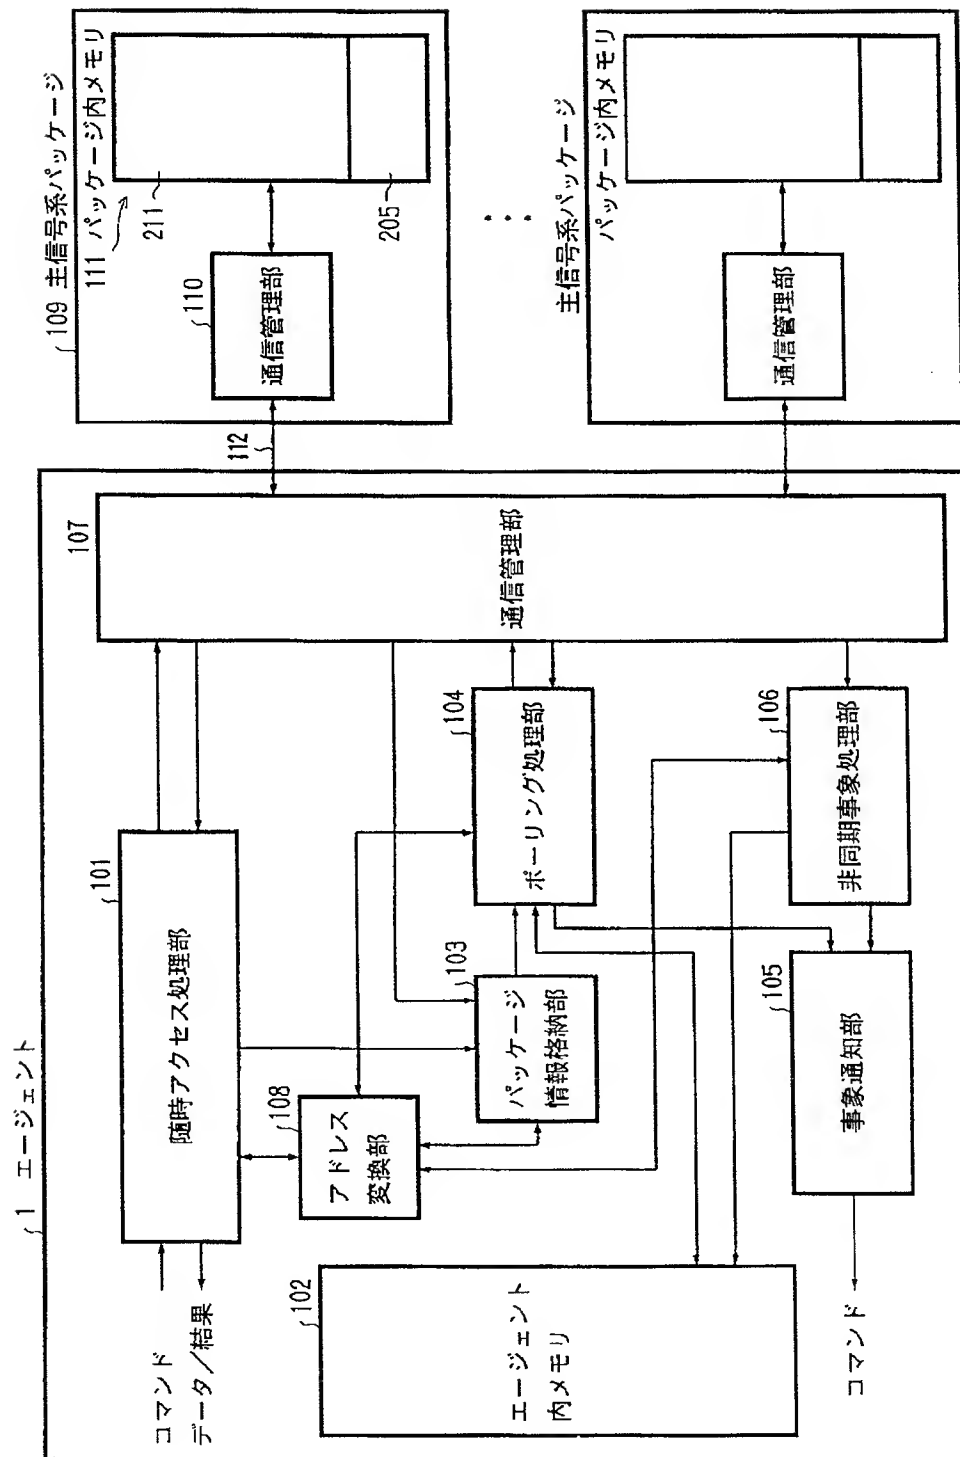 1 エージェント
コマンド
データ/結果
101
随時アクセス処理部
108
アドレス
変換部
103
パッケージ
情報格納部
104
ポーリング処理部
102
エージェント
内メモリ
105
事象通知部
106
非同期事象処理部
コマンド
107
通信管理部
112
109 主信号系パッケージ
111 パッケージ内メモリ
110
通信管理部
211
205
主信号系パッケージ
パッケージ内メモリ
通信管理部